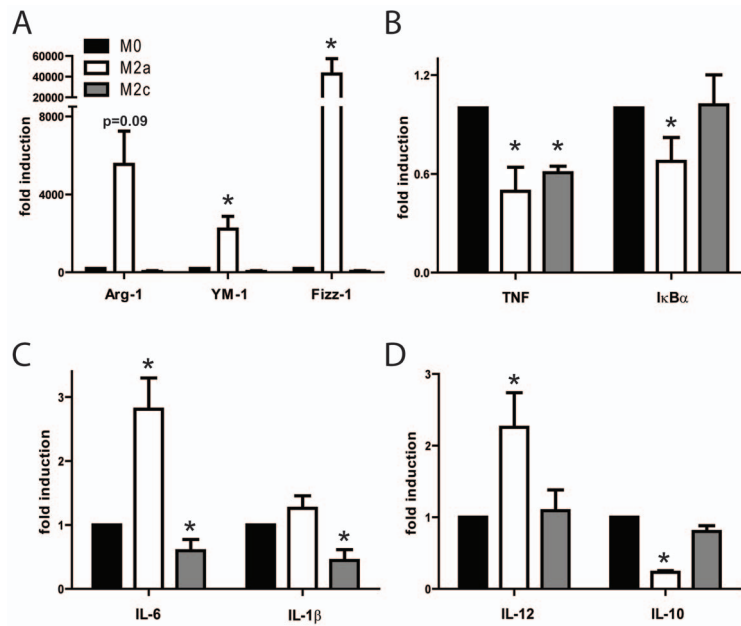 A
M0
M2a
M2c
fold induction
60000
40000
20000
8000
4000
0
p=0.09
*
*
Arg-1 YM-1 Fizz-1
B
fold induction
1.2
0.6
0.0
* * *
TNF IκBα
C
fold induction
3
2
1
0
*
*
*
IL-6 IL-1β
D
fold induction
3
2
1
0
*
*
IL-12 IL-10